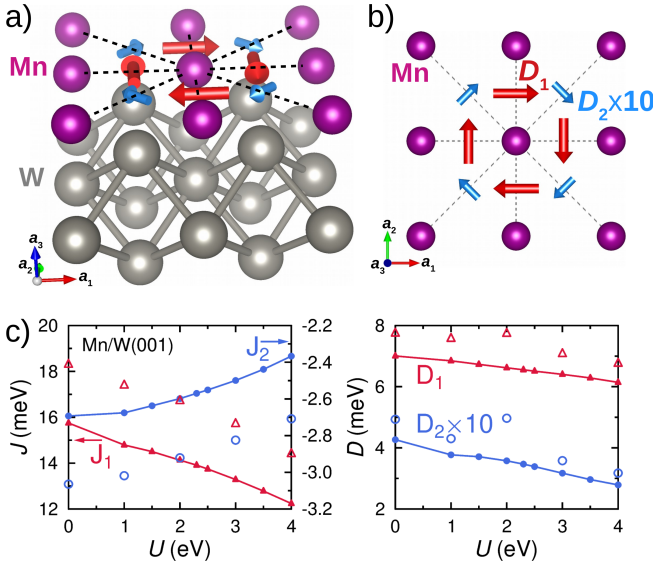 a)
Mn
W
a₃
a₂
a₁
b)
Mn
D₁
D₂×10
a₂
a₃
a₁
c)
20
18
16
14
12
J (meV)
Mn/W(001)
J₂
J₁
-2.2
-2.4
-2.6
-2.8
-3.0
-3.2
0 1 2 3 4
U (eV)
8
6
4
2
D (meV)
D₁
D₂×10
0 1 2 3 4
U (eV)